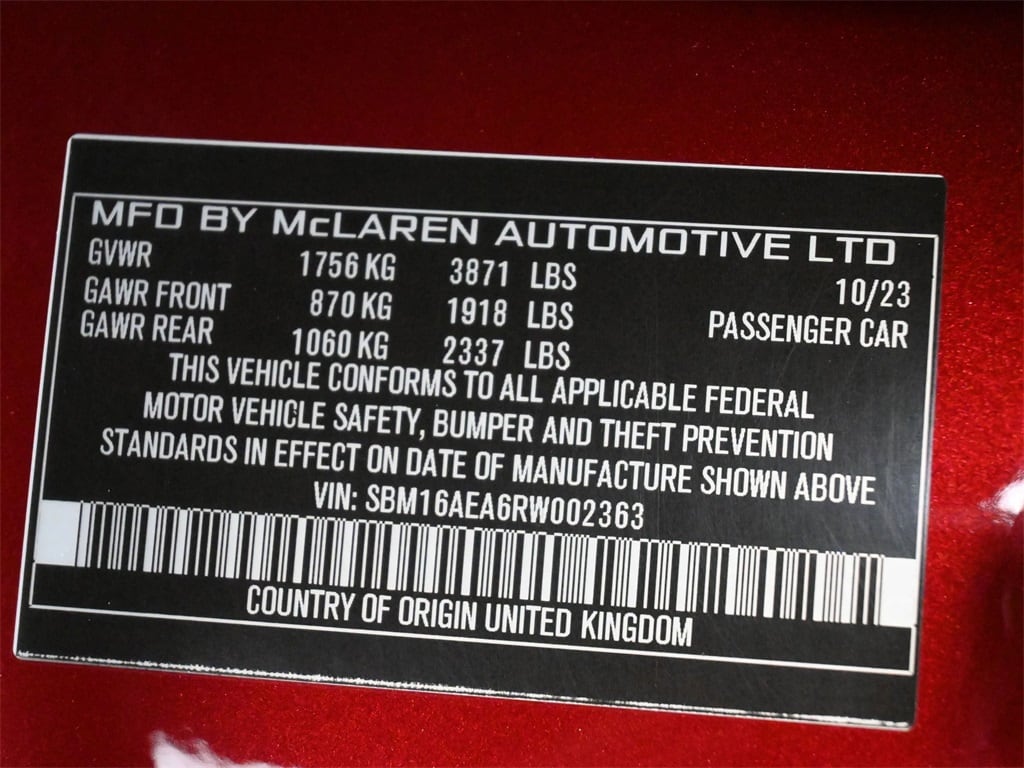 MFD BY McLAREN AUTOMOTIVE LTD
GVWR 1756 KG 3871 LBS 10/23
GAWR FRONT 870 KG 1918 LBS PASSENGER CAR
GAWR REAR 1060 KG 2337 LBS
THIS VEHICLE CONFORMS TO ALL APPLICABLE FEDERAL
MOTOR VEHICLE SAFETY, BUMPER AND THEFT PREVENTION
STANDARDS IN EFFECT ON DATE OF MANUFACTURE SHOWN ABOVE
VIN: SBM16AEA6RW002363
COUNTRY OF ORIGIN UNITED KINGDOM